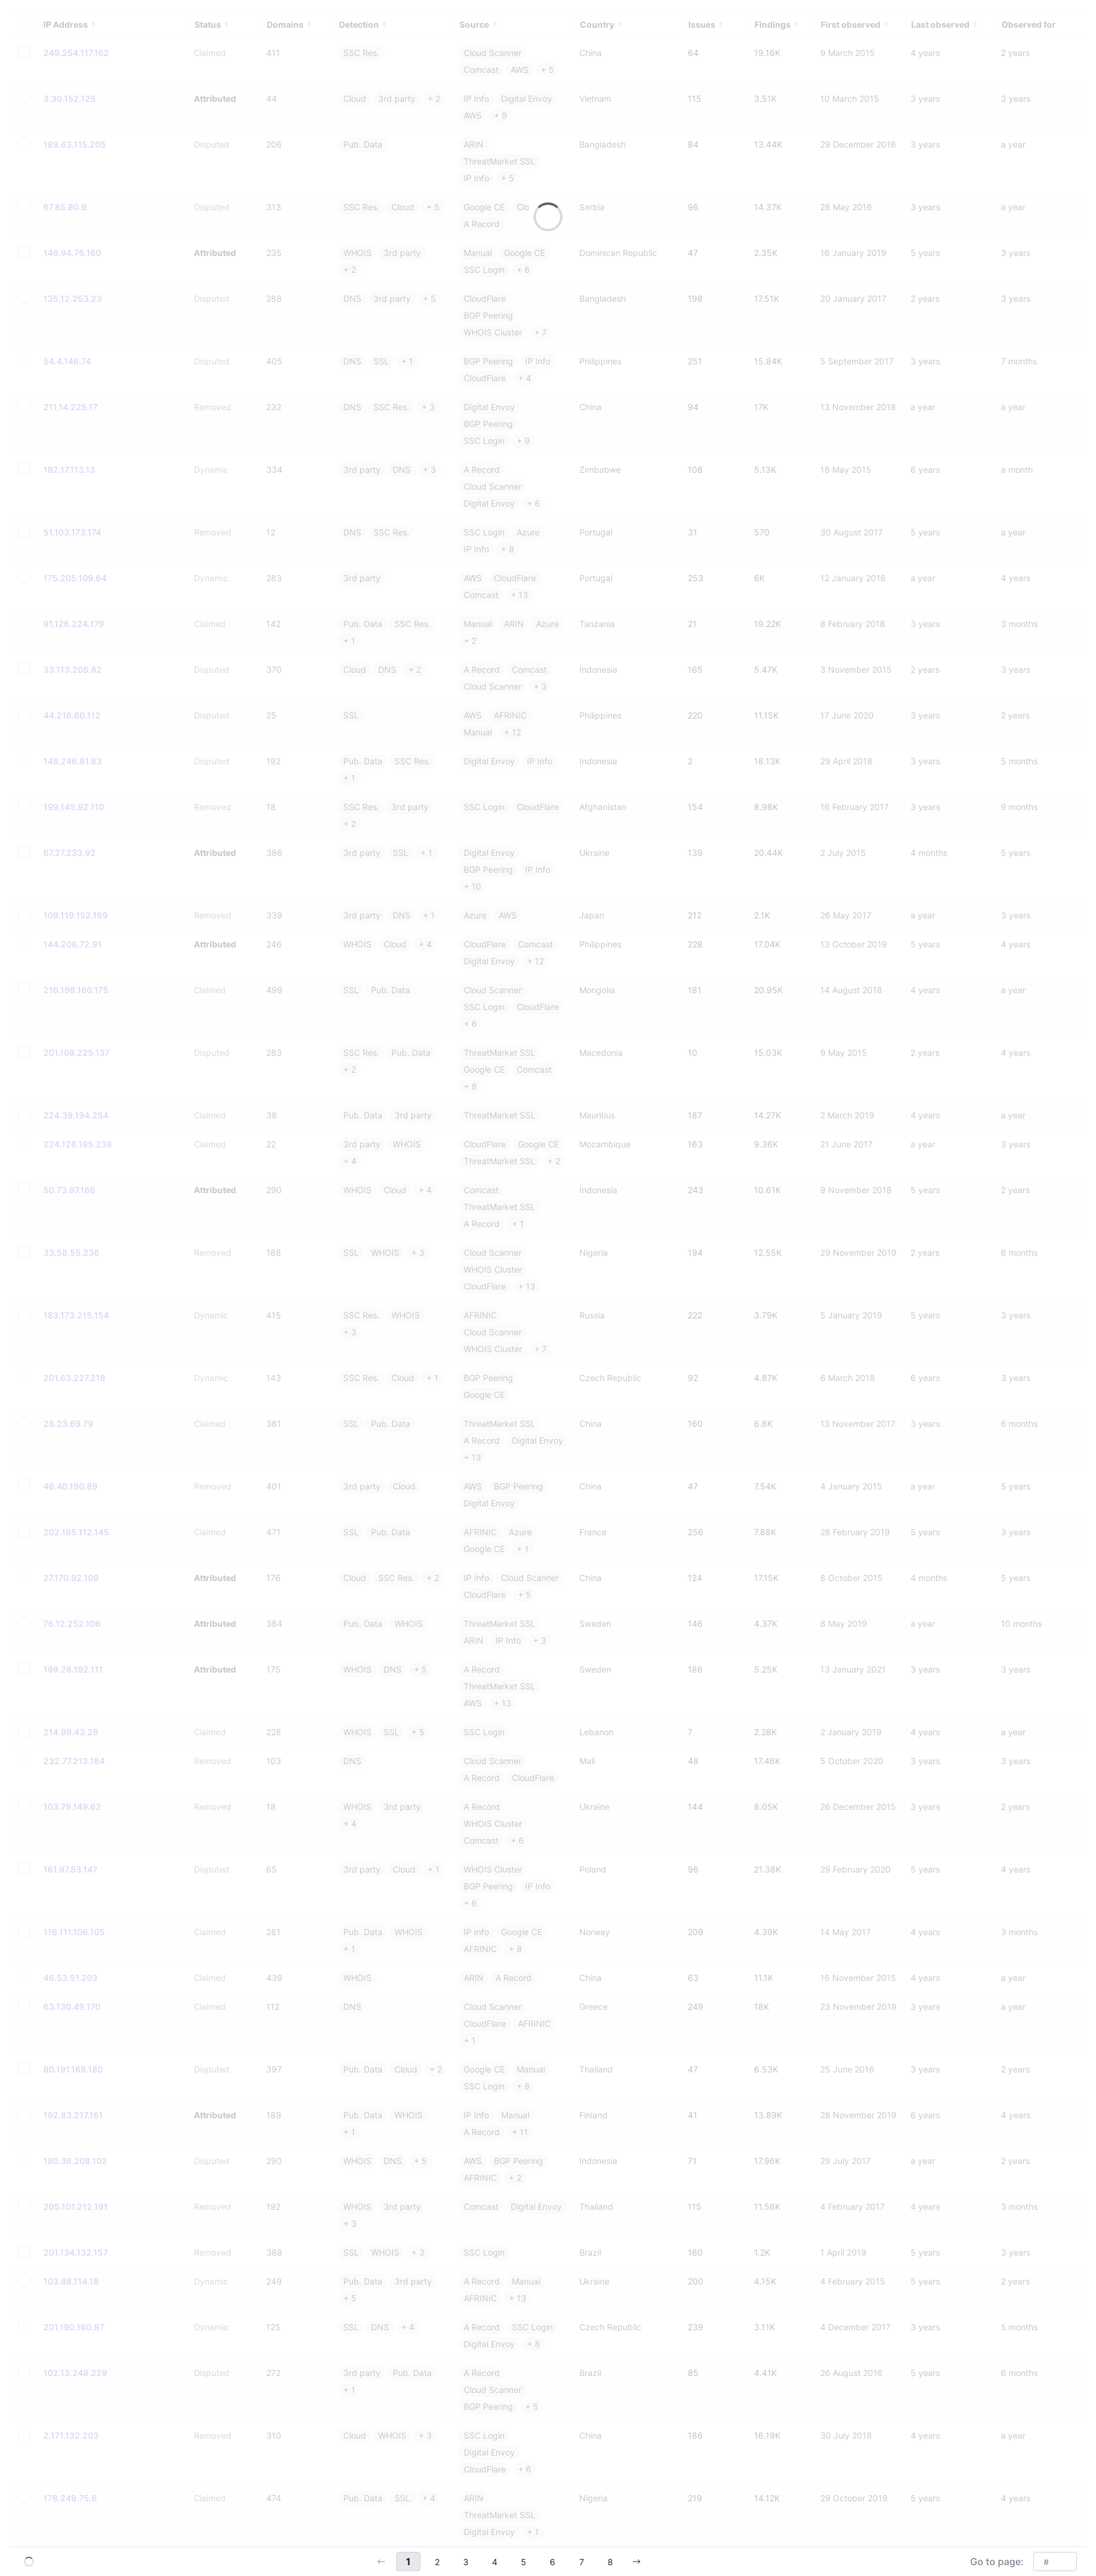 IP Address Status Domains Detection Source Country Issues Findings First observed Last observed Observed for
249.254.117.162 Claimed 411 SSC Res. Cloud Scanner China 64 19.16K 9 March 2015 4 years 2 years
Comcast AWS + 5
3.30.152.125 Attributed 44 Cloud 3rd party + 2 IP Info Digital Envoy Vietnam 115 3.51K 10 March 2015 3 years 3 years
AWS + 9
189.63.115.205 Disputed 206 Pub. Data ARIN Bangladesh 84 13.44K 29 December 2016 3 years a year
ThreatMarket SSL
IP Info + 5
67.85.80.9 Disputed 313 SSC Res. Cloud + 5 Google CE Clo Serbia 96 14.37K 28 May 2016 3 years a year
A Record
146.94.76.160 Attributed 235 WHOIS 3rd party Manual Google CE Dominican Republic 47 2.35K 16 January 2019 5 years 3 years
+ 2 SSC Login + 6
135.12.253.23 Disputed 288 DNS 3rd party + 5 CloudFlare Bangladesh 198 17.51K 20 January 2017 2 years 3 years
BGP Peering
WHOIS Cluster + 7
54.4.146.74 Disputed 405 DNS SSL + 1 BGP Peering IP Info Philippines 251 15.84K 5 September 2017 3 years 7 months
CloudFlare + 4
211.14.225.17 Removed 232 DNS SSC Res. + 3 Digital Envoy China 94 17K 13 November 2018 a year a year
BGP Peering
SSC Login + 9
182.17.113.13 Dynamic 334 3rd party DNS + 3 A Record Zimbabwe 108 5.13K 18 May 2015 6 years a month
Cloud Scanner
Digital Envoy + 6
51.103.173.174 Removed 12 DNS SSC Res. SSC Login Azure Portugal 31 570 30 August 2017 5 years a year
IP Info + 8
175.205.109.64 Dynamic 283 3rd party AWS CloudFlare Portugal 253 6K 12 January 2016 a year 4 years
Comcast + 13
91.126.224.179 Claimed 142 Pub. Data SSC Res. Manual ARIN Azure Tanzania 21 19.22K 8 February 2018 3 years 3 months
+ 1 + 2
33.113.208.82 Disputed 370 Cloud DNS + 2 A Record Comcast Indonesia 165 5.47K 3 November 2015 2 years 3 years
Cloud Scanner + 3
44.216.60.112 Disputed 25 SSL AWS AFRINIC Philippines 220 11.15K 17 June 2020 3 years 2 years
Manual + 12
148.246.81.83 Disputed 192 Pub. Data SSC Res. Digital Envoy IP Info Indonesia 2 18.13K 29 April 2018 3 years 5 months
+ 1
199.145.92.110 Removed 18 SSC Res. 3rd party SSC Login CloudFlare Afghanistan 154 8.98K 16 February 2017 3 years 9 months
+ 2
67.27.233.92 Attributed 386 3rd party SSL + 1 Digital Envoy Ukraine 139 20.44K 2 July 2015 4 months 5 years
BGP Peering IP Info
+ 10
109.119.152.169 Removed 339 3rd party DNS + 1 Azure AWS Japan 212 2.1K 26 May 2017 a year 3 years
144.206.72.91 Attributed 246 WHOIS Cloud + 4 CloudFlare Comcast Philippines 228 17.04K 13 October 2019 5 years 4 years
Digital Envoy + 12
216.198.160.175 Claimed 499 SSL Pub. Data Cloud Scanner Mongolia 181 20.95K 14 August 2018 4 years a year
SSC Login CloudFlare
+ 6
201.108.225.137 Disputed 283 SSC Res. Pub. Data ThreatMarket SSL Macedonia 10 15.03K 9 May 2015 2 years 4 years
+ 2 Google CE Comcast
+ 8
224.39.194.254 Claimed 38 Pub. Data 3rd party ThreatMarket SSL Mauritius 187 14.27K 2 March 2019 4 years a year
224.126.195.238 Claimed 22 3rd party WHOIS CloudFlare Google CE Mozambique 163 9.36K 21 June 2017 a year 3 years
+ 4 ThreatMarket SSL + 2
50.73.97.166 Attributed 290 WHOIS Cloud + 4 Comcast Indonesia 243 10.61K 9 November 2018 5 years 2 years
ThreatMarket SSL
A Record + 1
33.58.55.236 Removed 188 SSL WHOIS + 3 Cloud Scanner Nigeria 194 12.55K 29 November 2019 2 years 6 months
WHOIS Cluster
CloudFlare + 13
183.173.215.154 Dynamic 415 SSC Res. WHOIS AFRINIC Russia 222 3.79K 5 January 2019 5 years 3 years
+ 3 Cloud Scanner
WHOIS Cluster + 7
201.63.227.218 Dynamic 143 SSC Res. Cloud + 1 BGP Peering Czech Republic 92 4.87K 6 March 2018 6 years 3 years
Google CE
28.23.69.79 Claimed 381 SSL Pub. Data ThreatMarket SSL China 160 6.8K 13 November 2017 3 years 6 months
A Record Digital Envoy
+ 13
46.40.190.89 Removed 401 3rd party Cloud AWS BGP Peering China 47 7.54K 4 January 2015 a year 5 years
Digital Envoy
202.165.112.145 Claimed 471 SSL Pub. Data AFRINIC Azure France 256 7.88K 28 February 2019 5 years 3 years
Google CE + 1
27.170.92.109 Attributed 176 Cloud SSC Res. + 2 IP Info Cloud Scanner China 124 17.15K 8 October 2015 4 months 5 years
CloudFlare + 5
76.12.252.106 Attributed 384 Pub. Data WHOIS ThreatMarket SSL Sweden 146 4.37K 8 May 2019 a year 10 months
ARIN IP Info + 3
199.28.192.111 Attributed 175 WHOIS DNS + 5 A Record Sweden 186 5.25K 13 January 2021 3 years 3 years
ThreatMarket SSL
AWS + 13
214.99.43.26 Claimed 228 WHOIS SSL + 5 SSC Login Lebanon 7 2.28K 2 January 2019 4 years a year
232.77.213.184 Removed 103 DNS Cloud Scanner Mali 48 17.46K 5 October 2020 3 years 3 years
A Record CloudFlare
103.79.149.62 Removed 18 WHOIS 3rd party A Record Ukraine 144 8.05K 26 December 2015 3 years 2 years
+ 4 WHOIS Cluster
Comcast + 6
161.97.83.147 Disputed 65 3rd party Cloud + 1 WHOIS Cluster Poland 96 21.38K 29 February 2020 5 years 4 years
BGP Peering IP Info
+ 6
116.111.106.105 Claimed 281 Pub. Data WHOIS IP Info Google CE Norway 209 4.39K 14 May 2017 4 years 3 months
+ 1 AFRINIC + 8
46.53.51.203 Claimed 439 WHOIS ARIN A Record China 63 11.1K 16 November 2015 4 years a year
63.130.49.170 Claimed 112 DNS Cloud Scanner Greece 249 18K 23 November 2019 3 years a year
CloudFlare AFRINIC
+ 1
60.191.168.180 Disputed 397 Pub. Data Cloud + 2 Google CE Manual Thailand 47 6.53K 25 June 2016 3 years 2 years
SSC Login + 8
192.83.217.161 Attributed 189 Pub. Data WHOIS IP Info Manual Finland 41 13.89K 28 November 2019 6 years 4 years
+ 1 A Record + 11
180.36.208.102 Disputed 290 WHOIS DNS + 5 AWS BGP Peering Indonesia 71 17.96K 29 July 2017 a year 2 years
AFRINIC + 2
205.101.212.191 Removed 192 WHOIS 3rd party Comcast Digital Envoy Thailand 115 11.56K 4 February 2017 4 years 3 months
+ 3
201.134.132.157 Removed 388 SSL WHOIS + 3 SSC Login Brazil 160 1.2K 1 April 2019 5 years 3 years
103.88.114.16 Dynamic 249 Pub. Data 3rd party A Record Manual Ukraine 200 4.15K 4 February 2015 5 years 2 years
+ 5 AFRINIC + 13
201.190.160.87 Dynamic 125 SSL DNS + 4 A Record SSC Login Czech Republic 239 3.11K 4 December 2017 3 years 5 months
Digital Envoy + 8
102.13.248.229 Disputed 272 3rd party Pub. Data A Record Brazil 85 4.41K 26 August 2016 5 years 6 months
+ 1 Cloud Scanner
BGP Peering + 5
2.171.132.203 Removed 310 Cloud WHOIS + 3 SSC Login China 186 16.19K 30 July 2018 4 years a year
Digital Envoy
CloudFlare + 6
178.249.75.6 Claimed 474 Pub. Data SSL + 4 ARIN Nigeria 219 14.12K 29 October 2019 5 years 4 years
ThreatMarket SSL
Digital Envoy + 1
← 1 2 3 4 5 6 7 8 → Go to page: #